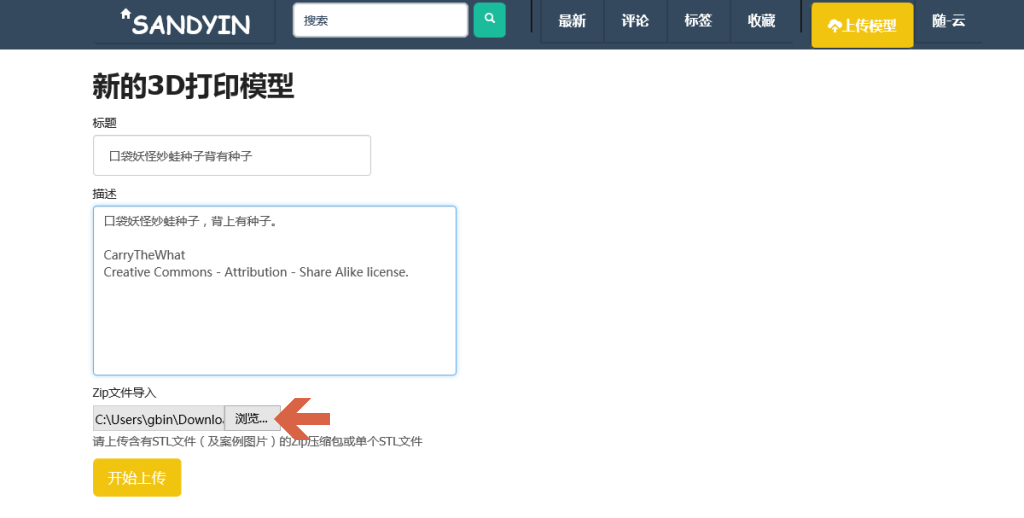 SANDYIN
搜索
最新
评论
标签
收藏
上传模型
随-云
新的3D打印模型
标题
口袋妖怪妙蛙种子背有种子
描述
口袋妖怪妙蛙种子，背上有种子。
CarryTheWhat
Creative Commons - Attribution - Share Alike license.
Zip文件导入
C:\Users\gbin\Downloa
浏览...
请上传含有STL文件（及案例图片）的Zip压缩包或单个STL文件
开始上传